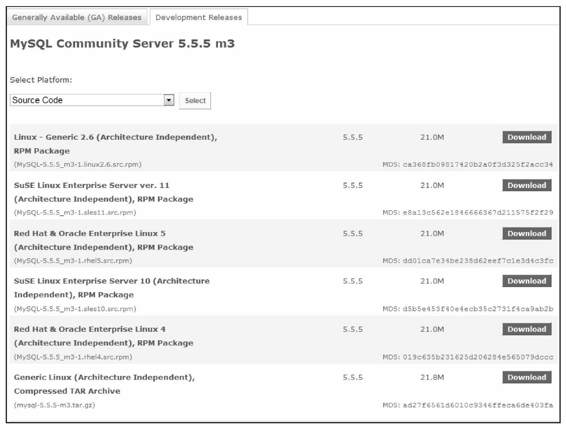 Generally Available (GA) Releases Development Releases
MySQL Community Server 5.5.5 m3
Select Platform:
Source Code Select
Linux - Generic 2.6 (Architecture Independent), 5.5.5 21.0M Download
RPM Package
(MySQL-5.5.5_m3-1.linux2.6.src.rpm) MD5: ca368fb09817420b2a0f3d325f2acc34
SuSE Linux Enterprise Server ver. 11 5.5.5 21.0M Download
(Architecture Independent), RPM Package
(MySQL-5.5.5_m3-1.sles11.src.rpm) MD5: e8a13c562e1846666367d211575f2f29
Red Hat & Oracle Enterprise Linux 5 5.5.5 21.0M Download
(Architecture Independent), RPM Package
(MySQL-5.5.5_m3-1.rhel5.src.rpm) MD5: dd01ca7e34be238d62eef7c1e3d4c3fc
SuSE Linux Enterprise Server 10 (Architecture 5.5.5 21.0M Download
Independent), RPM Package
(MySQL-5.5.5_m3-1.sles10.src.rpm) MD5: d5b5e453f40e4ecb35c2731f4ca9ab2b
Red Hat & Oracle Enterprise Linux 4 5.5.5 21.0M Download
(Architecture Independent), RPM Package
(MySQL-5.5.5_m3-1.rhel4.src.rpm) MD5: 019c635b231625d206284e565079dccc
Generic Linux (Architecture Independent), 5.5.5 21.8M Download
Compressed TAR Archive
(mysql-5.5.5-m3.tar.gz) MD5: ad27f6561d6010c9346ffeca6de403fa